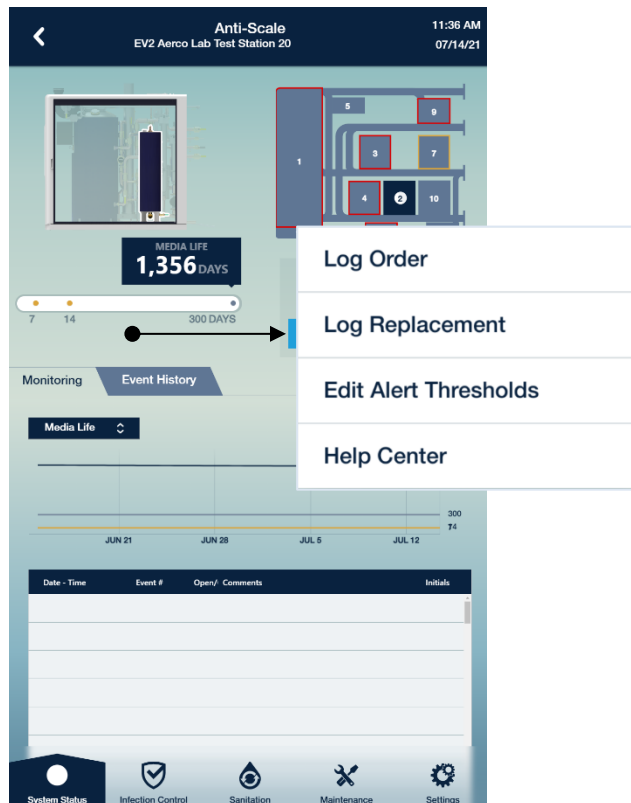 Anti-Scale
EV2 Aerco Lab Test Station 20
11:36 AM
07/14/21
5
9
1
3
7
4
2
10
MEDIA LIFE
1,356 DAYS
7 14 300 DAYS
Log Order
Log Replacement
Edit Alert Thresholds
Help Center
Monitoring Event History
Media Life
300
74
JUN 21 JUN 28 JUL 5 JUL 12
Date - Time Event # Open/ Comments Initials
System Status Infection Control Sanitation Maintenance Settings